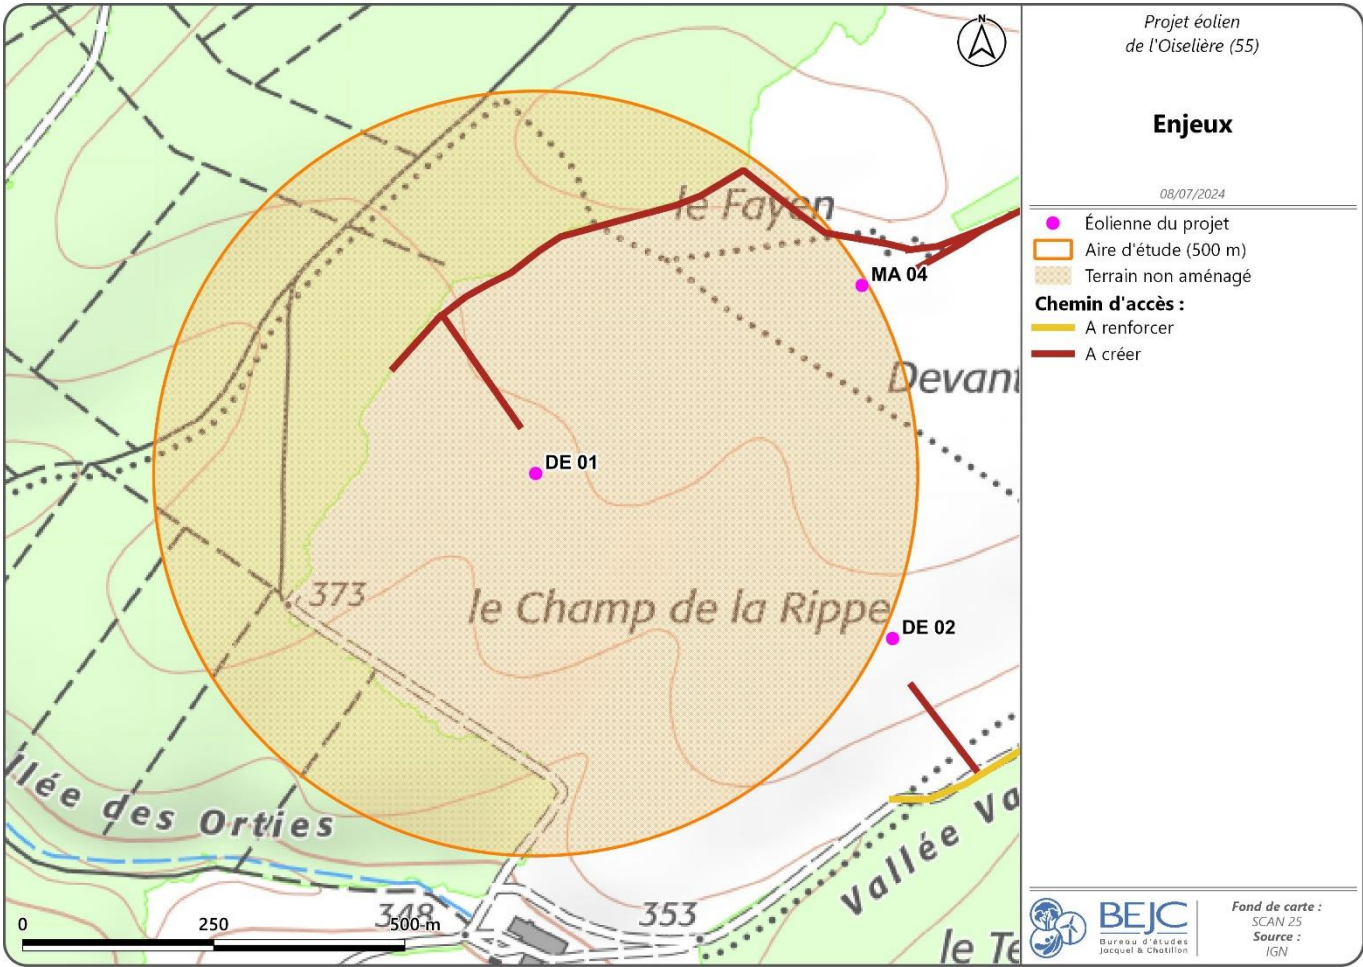 N
le Fayen
MA 04
Devant
DE 01
373
le Champ de la Rippe
DE 02
llée des Orties
Vallée Va
348
353
le Te
0 250 500 m
Projet éolien
de l'Oiselière (55)
Enjeux
08/07/2024
Éolienne du projet
Aire d'étude (500 m)
Terrain non aménagé
Chemin d'accès :
A renforcer
A créer
BEJC
Bureau d'études
Jacquel & Chatillon
Fond de carte :
SCAN 25
Source :
IGN